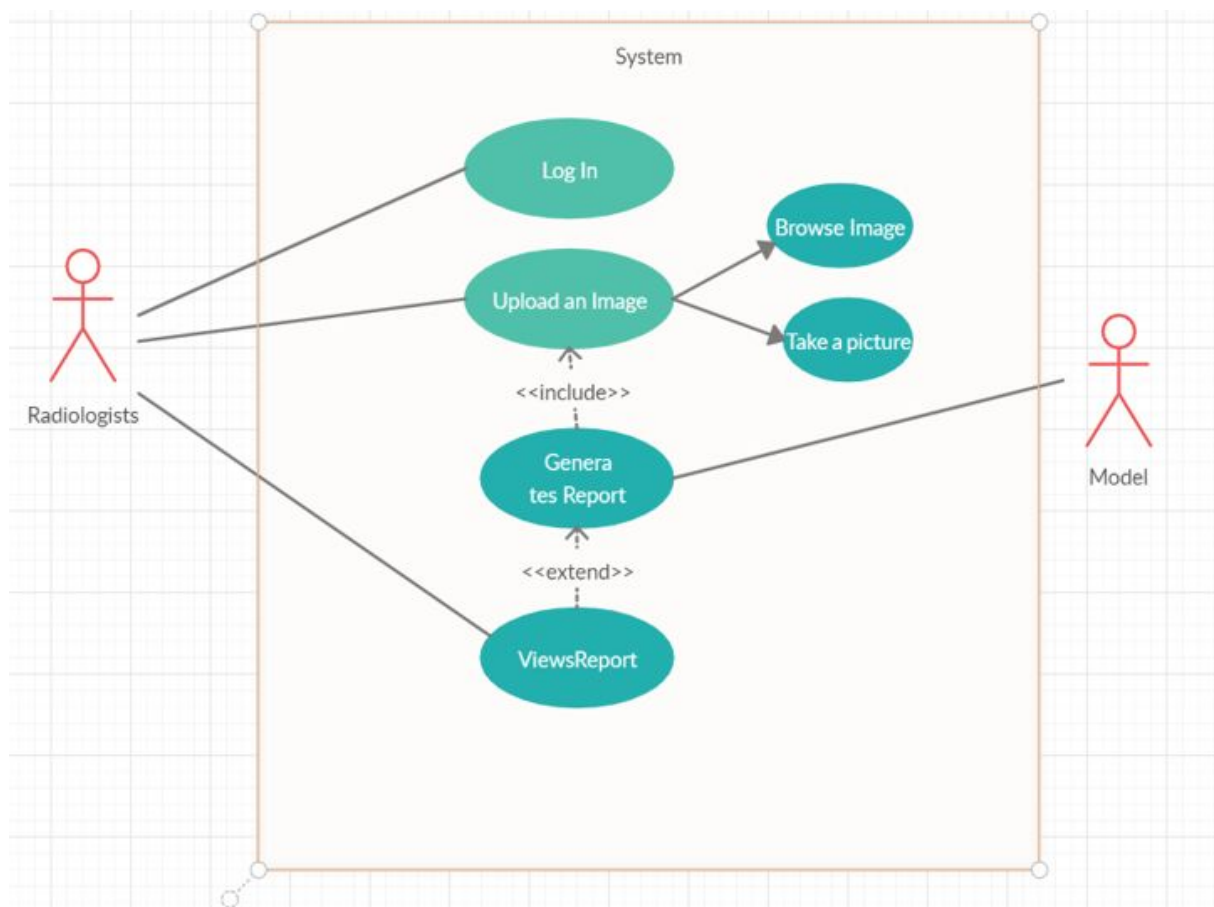 System
Log In
Browse Image
Upload an Image
Take a picture
<<include>>
Radiologists
Genera
tes Report
Model
<<extend>>
ViewsReport